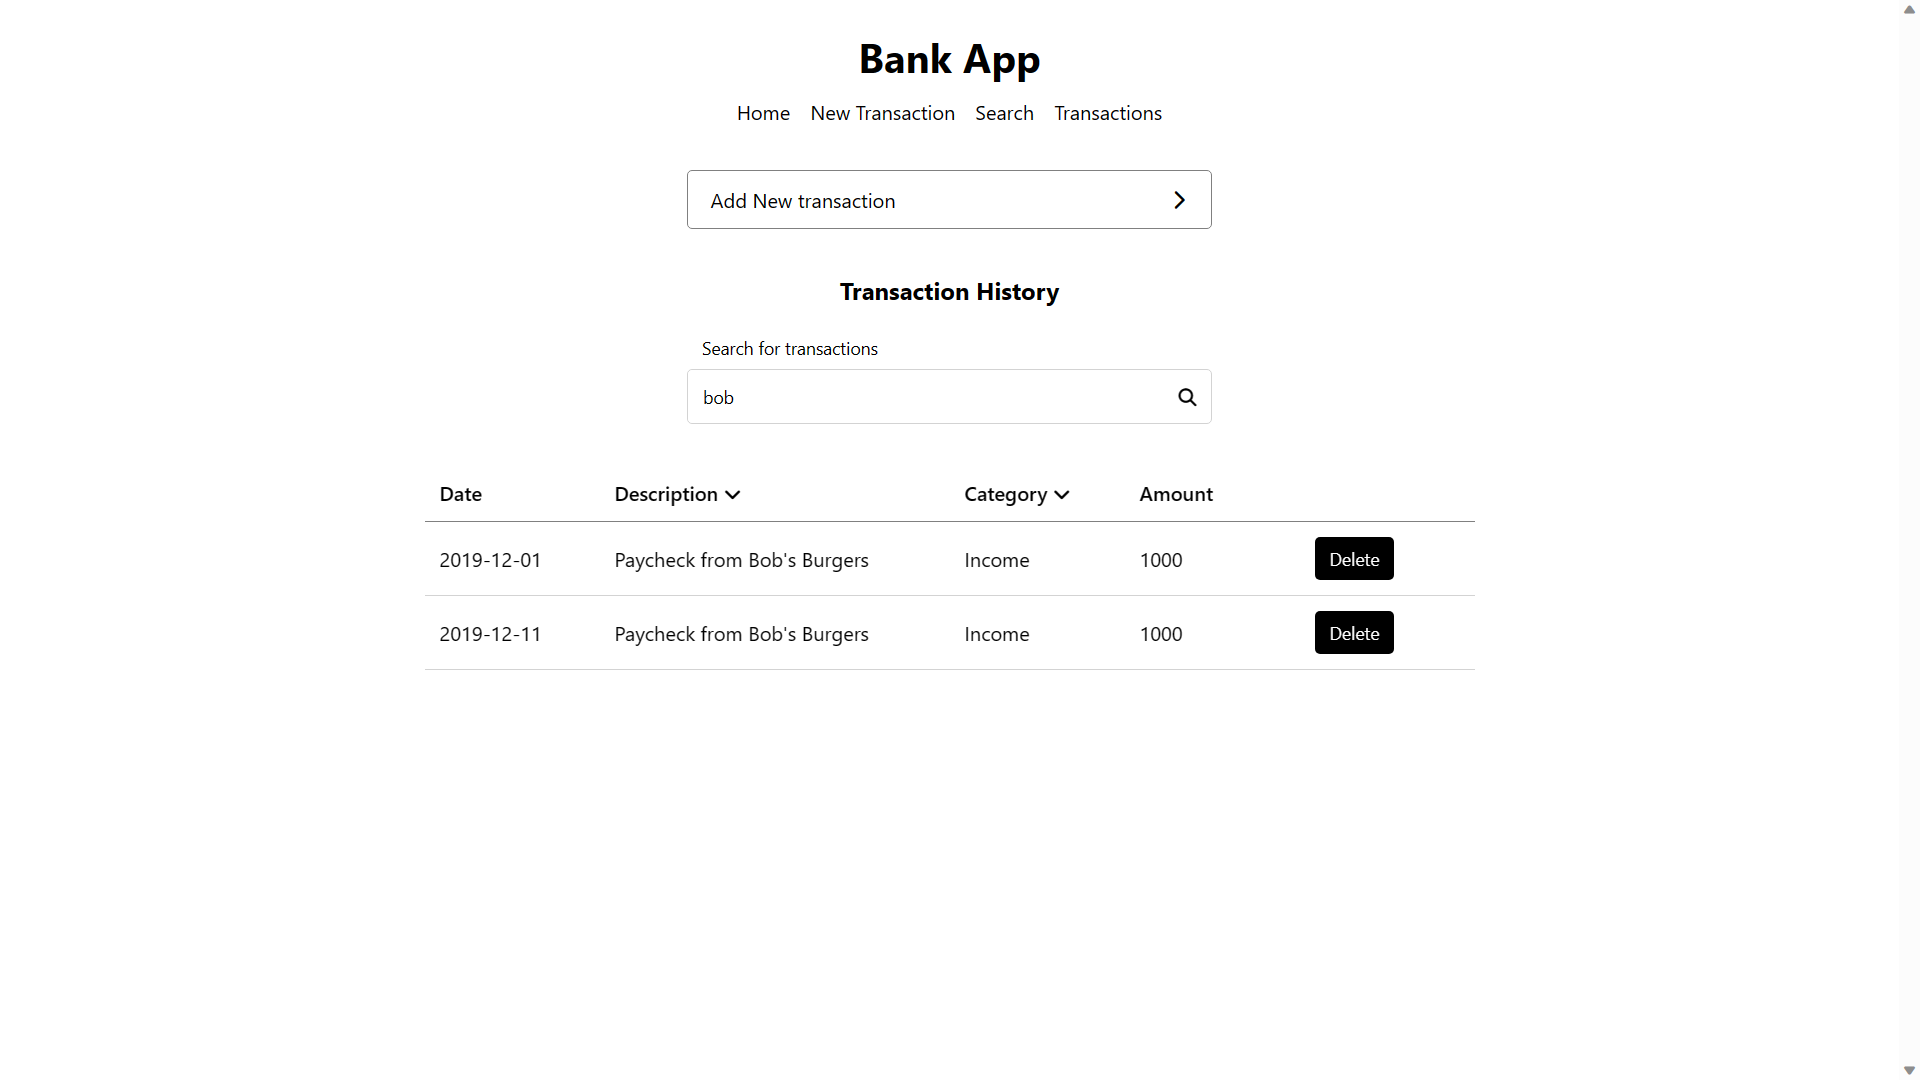 Bank App
Home New Transaction Search Transactions
Add New transaction
Transaction History
Search for transactions
bob
Date Description Category Amount
2019-12-01 Paycheck from Bob's Burgers Income 1000 Delete
2019-12-11 Paycheck from Bob's Burgers Income 1000 Delete